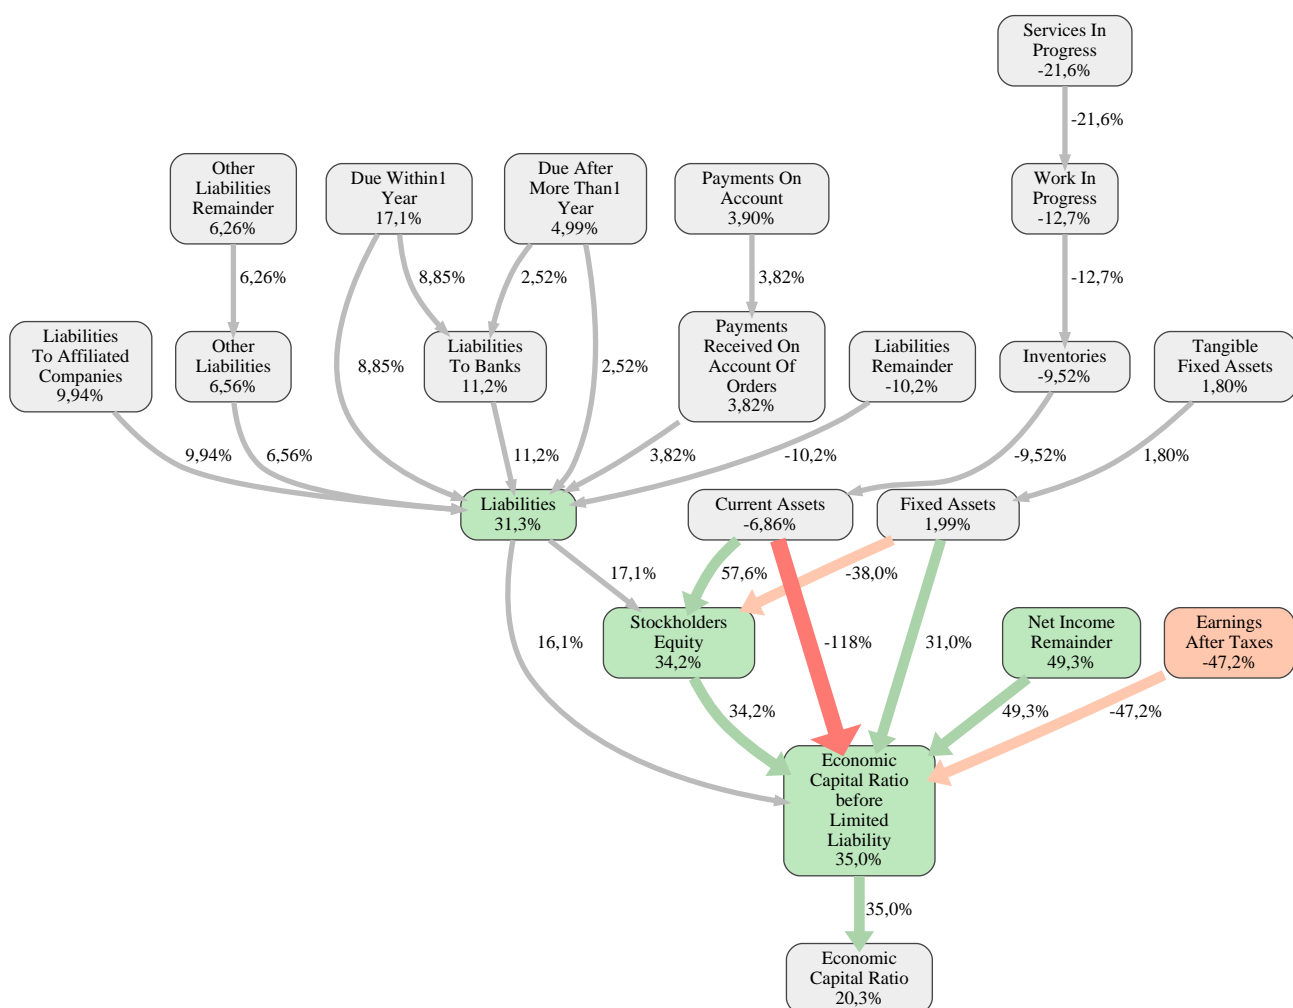 Services In
Progress
-21,6%
-21,6%
Other
Liabilities
Remainder
6,26%
Due Within1
Year
17,1%
Due After
More Than1
Year
4,99%
Payments On
Account
3,90%
Work In
Progress
-12,7%
6,26%
8,85%
2,52%
3,82%
-12,7%
Liabilities
To Affiliated
Companies
9,94%
Other
Liabilities
6,56%
8,85%
Liabilities
To Banks
11,2%
2,52%
Payments
Received On
Account Of
Orders
3,82%
Liabilities
Remainder
-10,2%
Inventories
-9,52%
Tangible
Fixed Assets
1,80%
9,94%
6,56%
11,2%
3,82%
-10,2%
-9,52%
1,80%
Liabilities
31,3%
Current Assets
-6,86%
Fixed Assets
1,99%
17,1%
57,6%
-38,0%
16,1%
Stockholders
Equity
34,2%
-118%
31,0%
Net Income
Remainder
49,3%
Earnings
After Taxes
-47,2%
34,2%
49,3%
-47,2%
Economic
Capital Ratio
before
Limited
Liability
35,0%
35,0%
Economic
Capital Ratio
20,3%